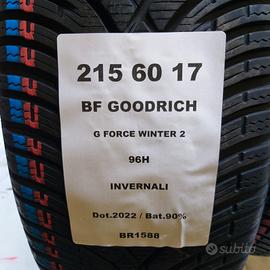 215 60 17
BF GOODRICH
G FORCE WINTER 2
96H
INVERNALI
Dot.2022 / Bat.90%
BR1588
subito